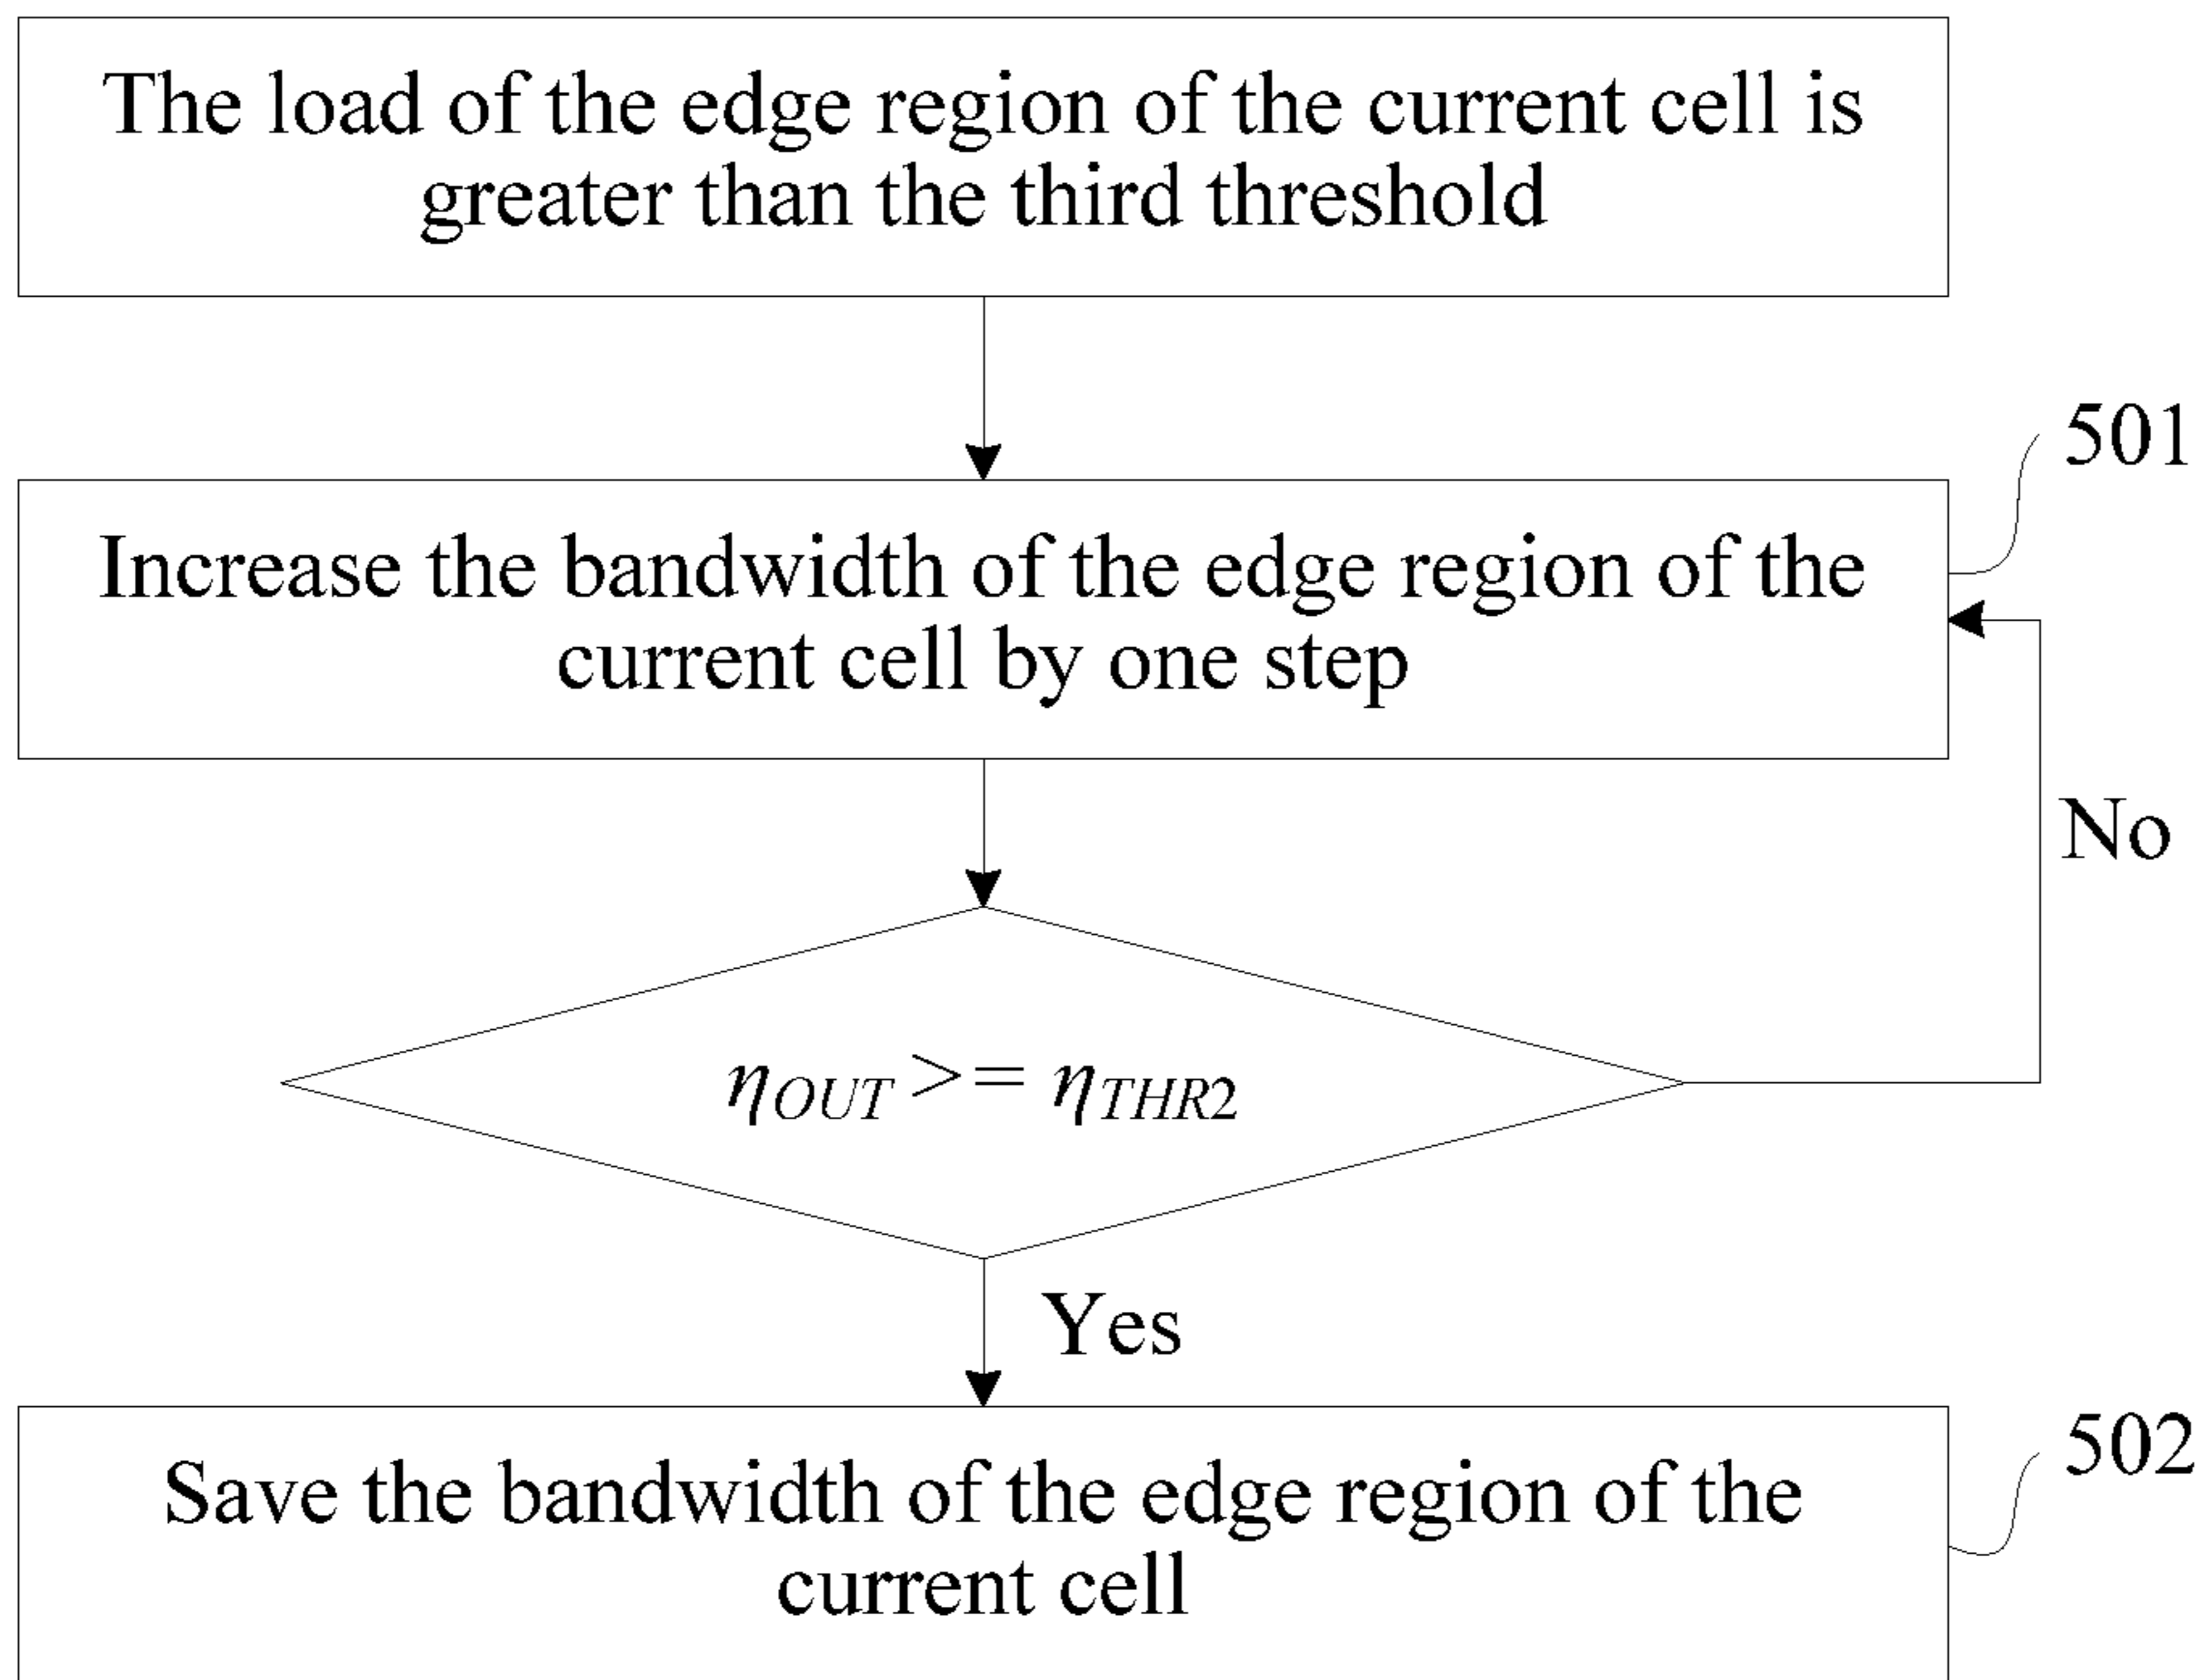 The load of the edge region of the current cell is
greater than the third threshold
501
Increase the bandwidth of the edge region of the
current cell by one step
No
η_OUT >= η_THR2
Yes
502
Save the bandwidth of the edge region of the
current cell